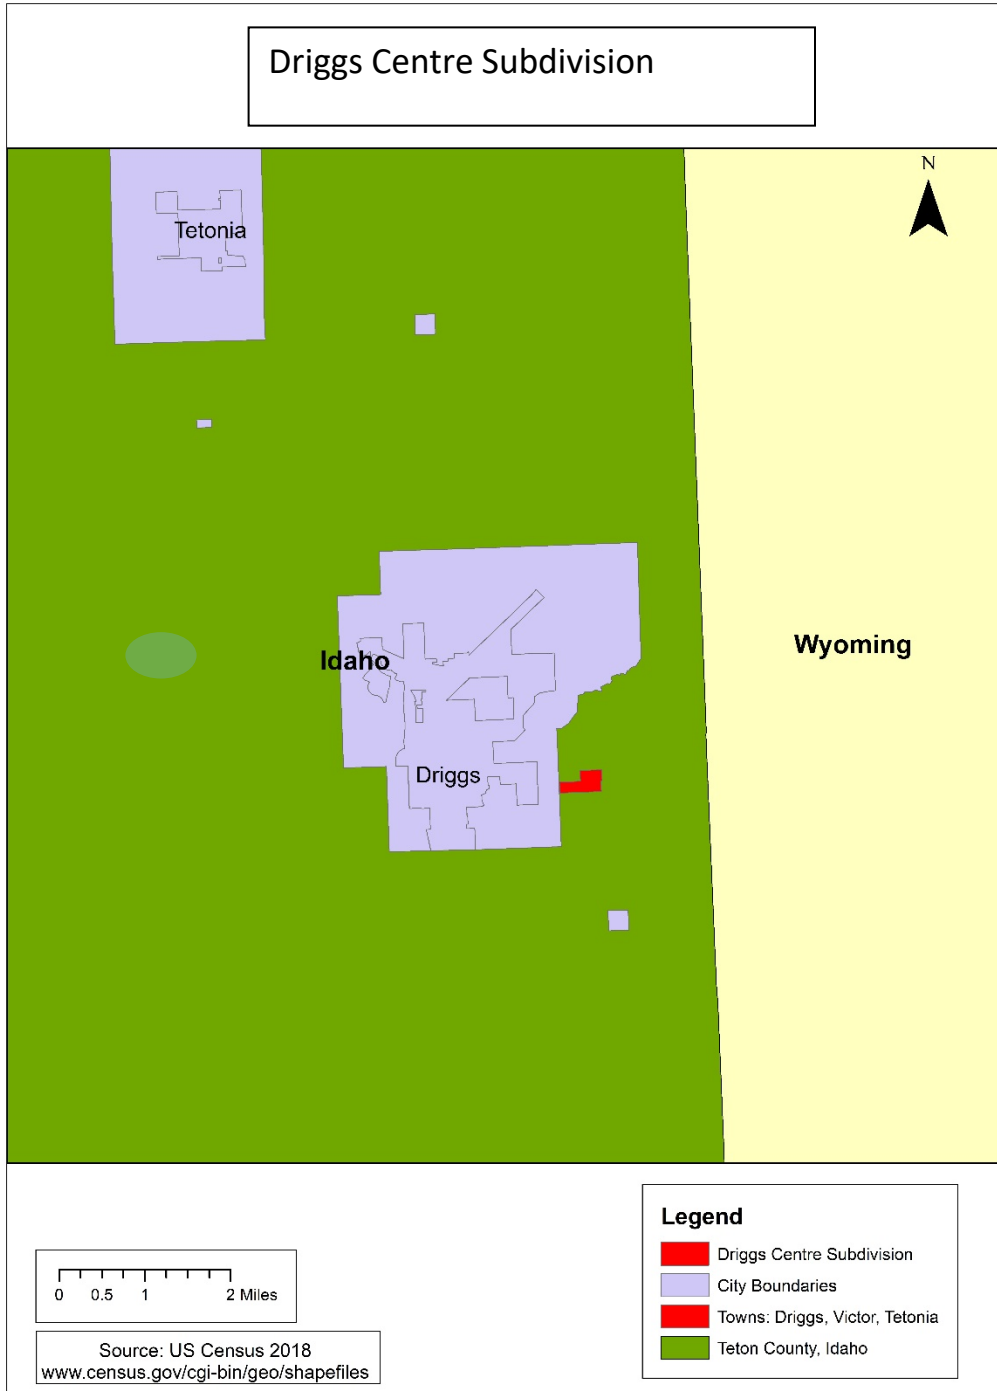 Driggs Centre Subdivision
N
Tetonia
Wyoming
Idaho
Driggs
Legend
Driggs Centre Subdivision
City Boundaries
Towns: Driggs, Victor, Tetonia
Teton County, Idaho
0 0.5 1 2 Miles
Source: US Census 2018
www.census.gov/cgi-bin/geo/shapefiles